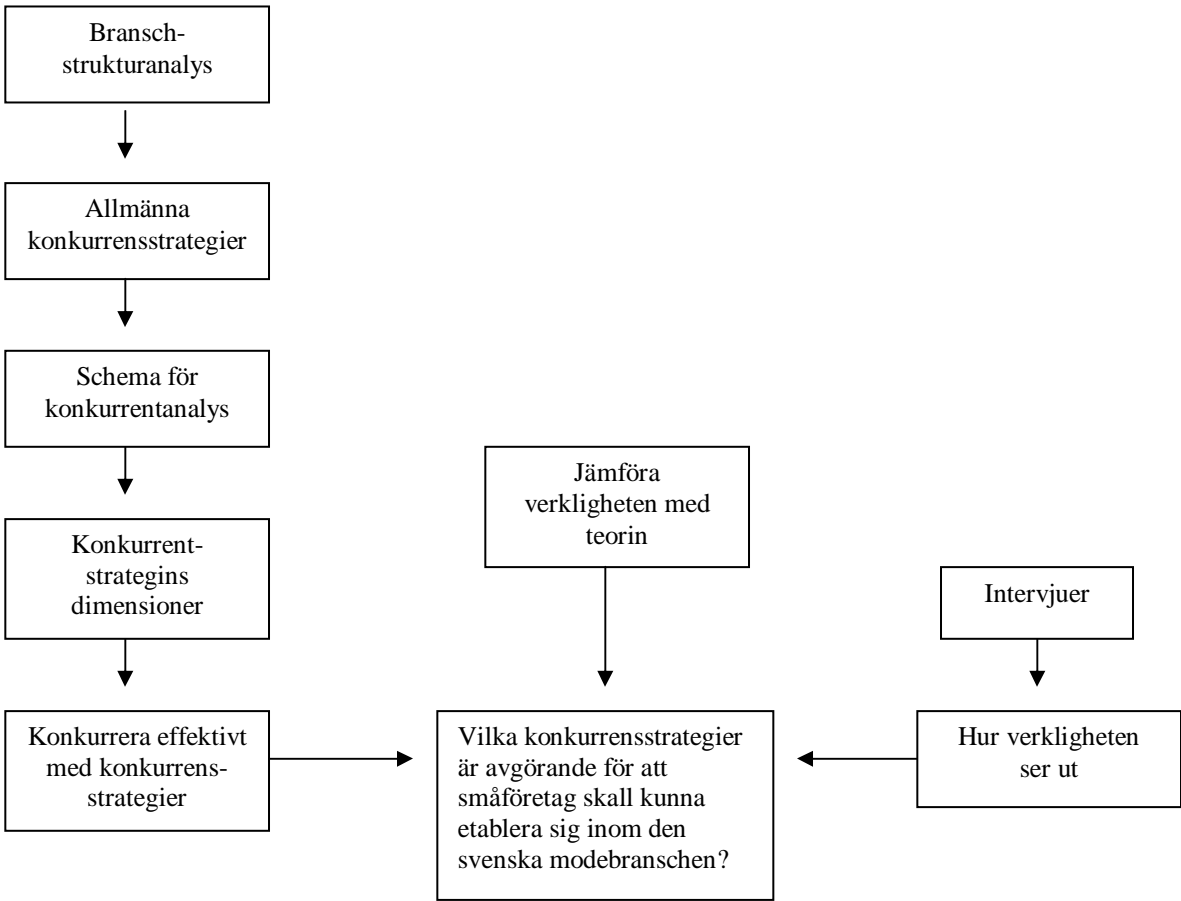 Bransch-
strukturanalys
Allmänna
konkurrensstrategier
Schema för
konkurrentanalys
Konkurrent-
strategins
dimensioner
Konkurrera effektivt
med konkurrens-
strategier
Jämföra
verkligheten med
teorin
Vilka konkurrensstrategier
är avgörande för att
småföretag skall kunna
etablera sig inom den
svenska modebranschen?
Intervjuer
Hur verkligheten
ser ut